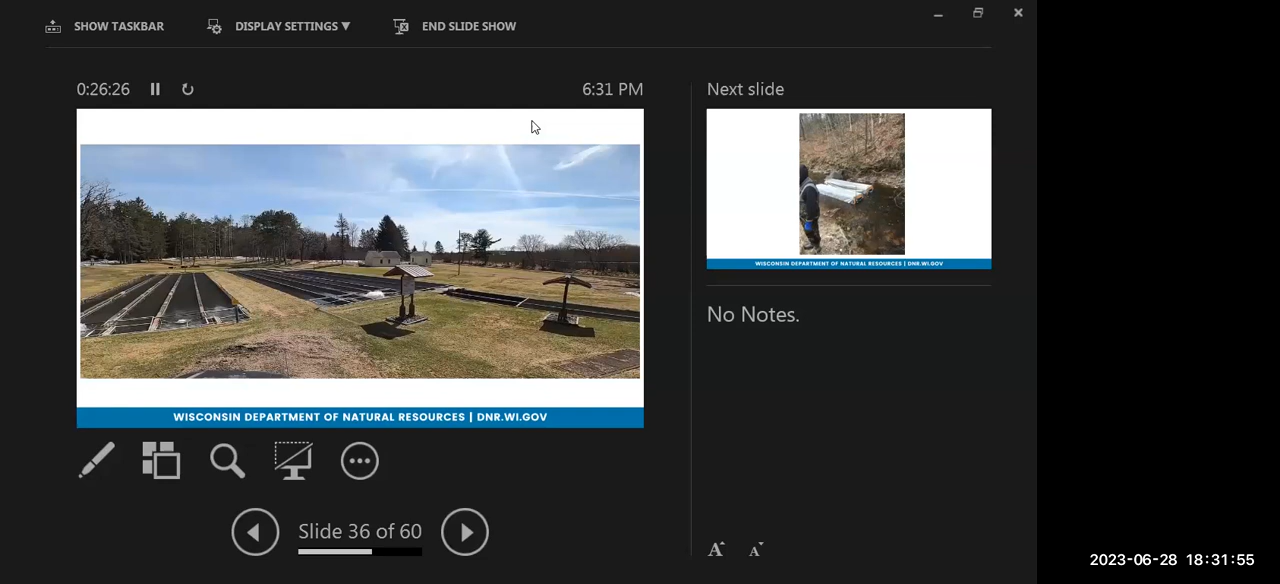 SHOW TASKBAR
DISPLAY SETTINGS ▼
END SLIDE SHOW
0:26:26
6:31 PM
Next slide
WISCONSIN DEPARTMENT OF NATURAL RESOURCES | DNR.WI.GOV
WISCONSIN DEPARTMENT OF NATURAL RESOURCES | DNR.WI.GOV
No Notes.
Slide 36 of 60
A A
2023-06-28 18:31:55